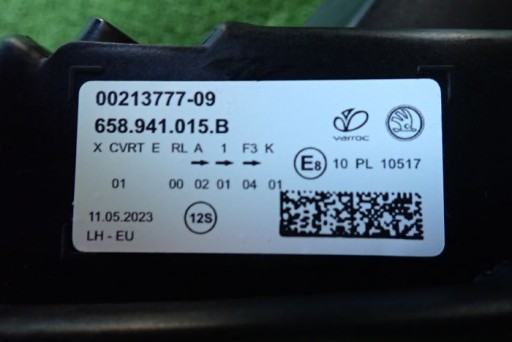 00213777-09
658.941.015.B
varroc
X CVRT E RL A 1 F3 K
E8 10 PL 10517
01 00 02 01 04 01
11.05.2023
12S
LH - EU